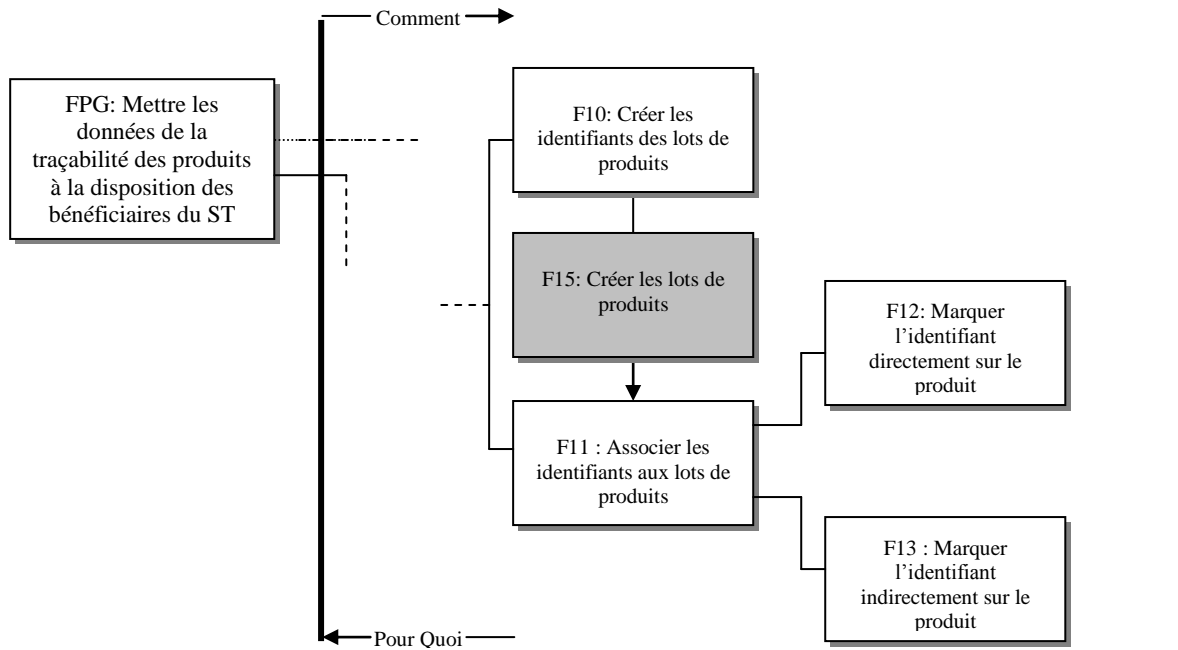 Comment
FPG: Mettre les
données de la
traçabilité des produits
à la disposition des
bénéficiaires du ST
F10: Créer les
identifiants des lots de
produits
F15: Créer les lots de
produits
F12: Marquer
l’identifiant
directement sur le
produit
F11 : Associer les
identifiants aux lots de
produits
F13 : Marquer
l’identifiant
indirectement sur le
produit
Pour Quoi